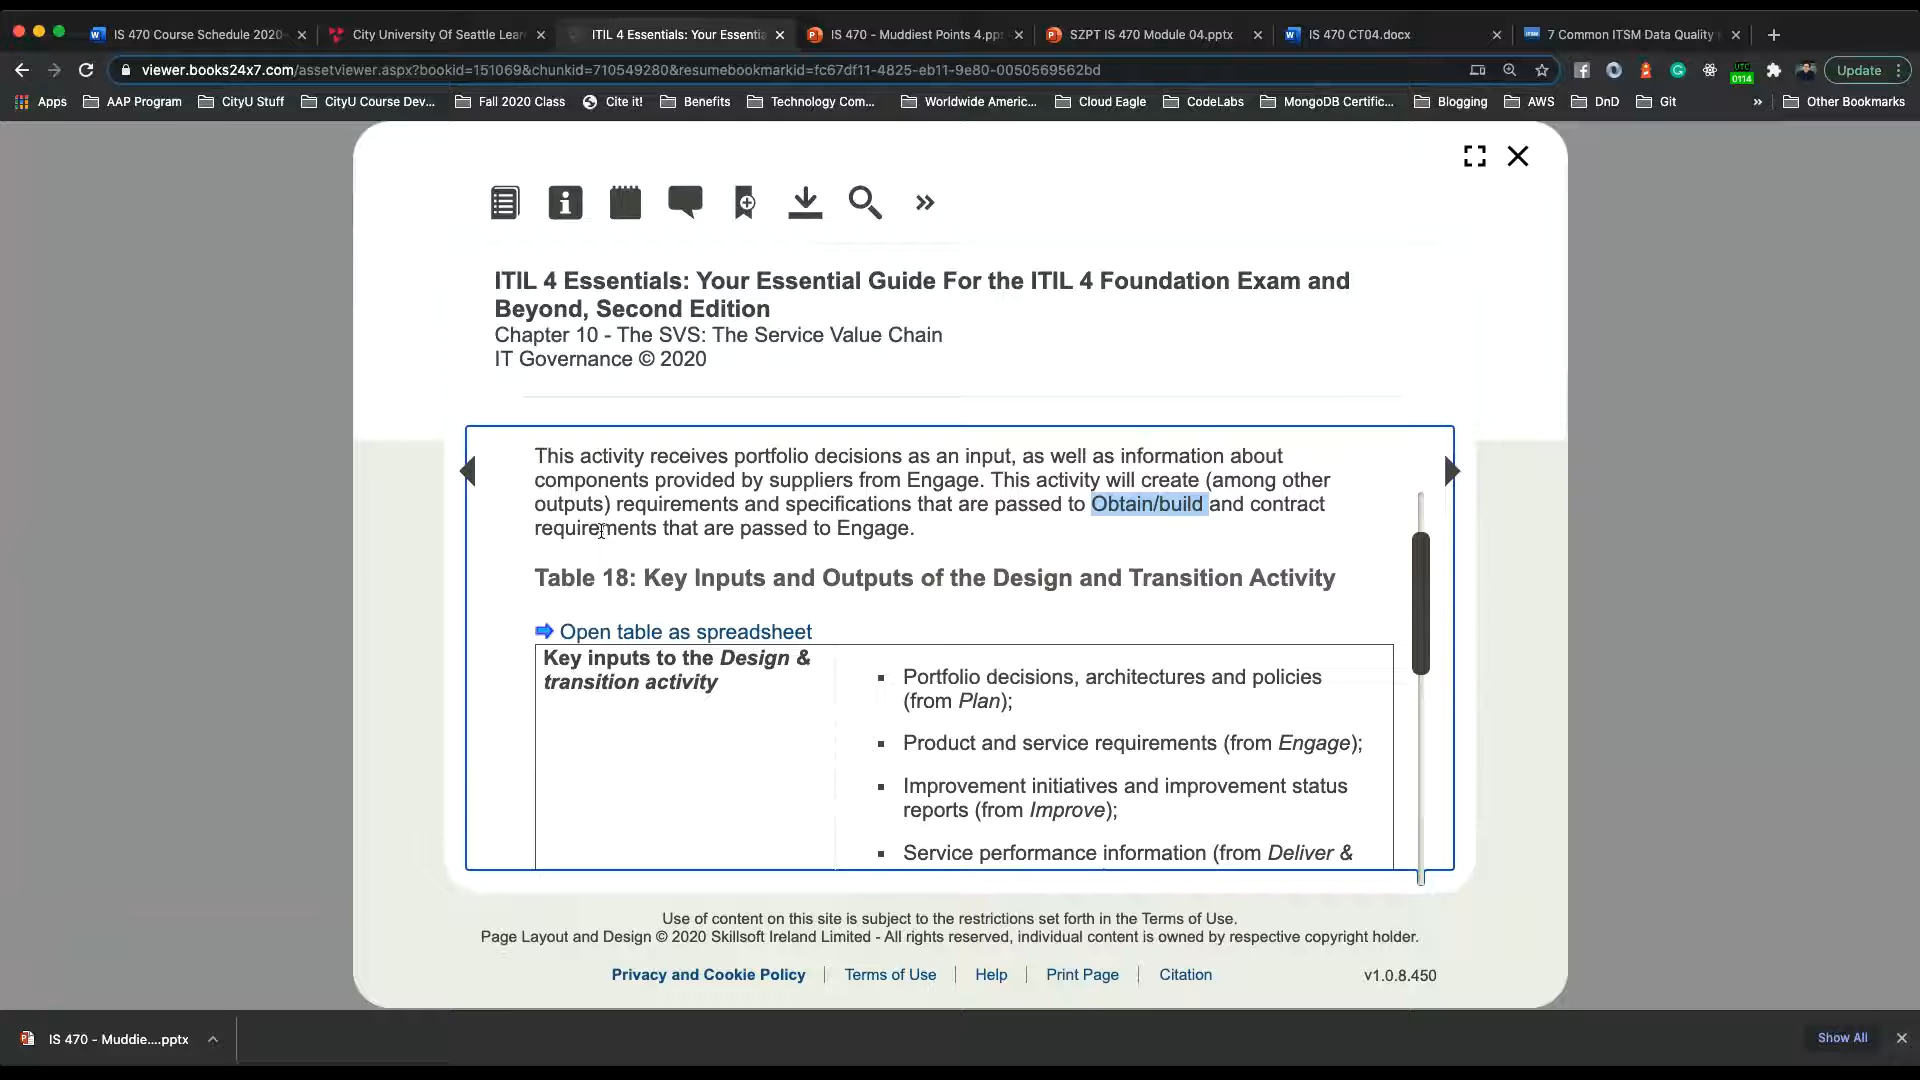 IS 470 Course Schedule 2020
City University Of Seattle Lear
ITIL 4 Essentials: Your Essentia
IS 470 - Muddiest Points 4.pp
SZPT IS 470 Module 04.pptx
IS 470 CT04.docx
7 Common ITSM Data Quality
viewer.books24x7.com/assetviewer.aspx?bookid=151069&chunkid=710549280&resumebookmarkid=fc67df11-4825-eb11-9e80-0050569562bd
UTC
0114
Update
Apps
AAP Program
CityU Stuff
CityU Course Dev...
Fall 2020 Class
Cite it!
Benefits
Technology Com...
Worldwide Americ...
Cloud Eagle
CodeLabs
MongoDB Certific...
Blogging
AWS
DnD
Git
»
Other Bookmarks
ITIL 4 Essentials: Your Essential Guide For the ITIL 4 Foundation Exam and
Beyond, Second Edition
Chapter 10 - The SVS: The Service Value Chain
IT Governance © 2020
This activity receives portfolio decisions as an input, as well as information about
components provided by suppliers from Engage. This activity will create (among other
outputs) requirements and specifications that are passed to Obtain/build and contract
requirements that are passed to Engage.
Table 18: Key Inputs and Outputs of the Design and Transition Activity
Open table as spreadsheet
Key inputs to the Design &
transition activity
▪ Portfolio decisions, architectures and policies
(from Plan);
▪ Product and service requirements (from Engage);
▪ Improvement initiatives and improvement status
reports (from Improve);
▪ Service performance information (from Deliver &
Use of content on this site is subject to the restrictions set forth in the Terms of Use.
Page Layout and Design © 2020 Skillsoft Ireland Limited - All rights reserved, individual content is owned by respective copyright holder.
Privacy and Cookie Policy | Terms of Use | Help | Print Page | Citation
v1.0.8.450
IS 470 - Muddie....pptx
Show All